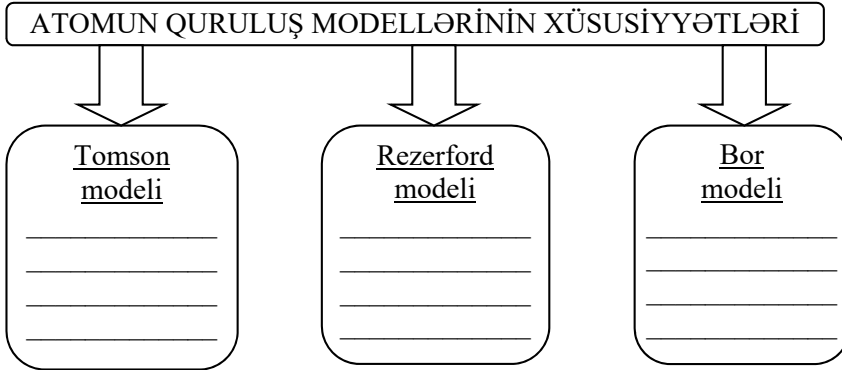 ATOMUN QURULUŞ MODELLƏRİNİN XÜSUSİYYƏTLƏRİ
Tomson
modeli
Rezerford
modeli
Bor
modeli